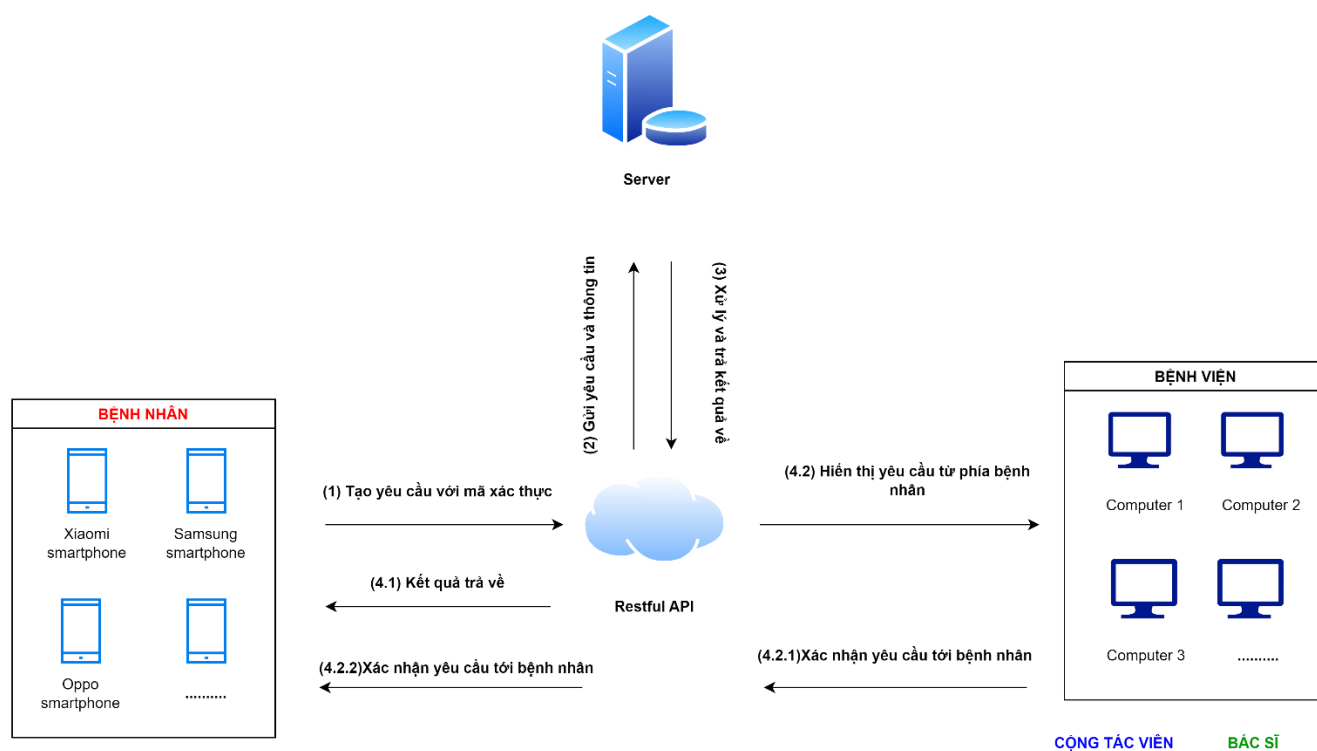 Server
(2) Gửi yêu cầu và thông tin
(3) Xử lý và trả kết quả về
BỆNH NHÂN
Xiaomi
smartphone
Samsung
smartphone
Oppo
smartphone
..........
(1) Tạo yêu cầu với mã xác thực
(4.1) Kết quả trả về
(4.2.2)Xác nhận yêu cầu tới bệnh nhân
Restful API
(4.2) Hiển thị yêu cầu từ phía bệnh
nhân
(4.2.1)Xác nhận yêu cầu tới bệnh nhân
BỆNH VIỆN
Computer 1
Computer 2
Computer 3
..........
CỘNG TÁC VIÊN
BÁC SĨ